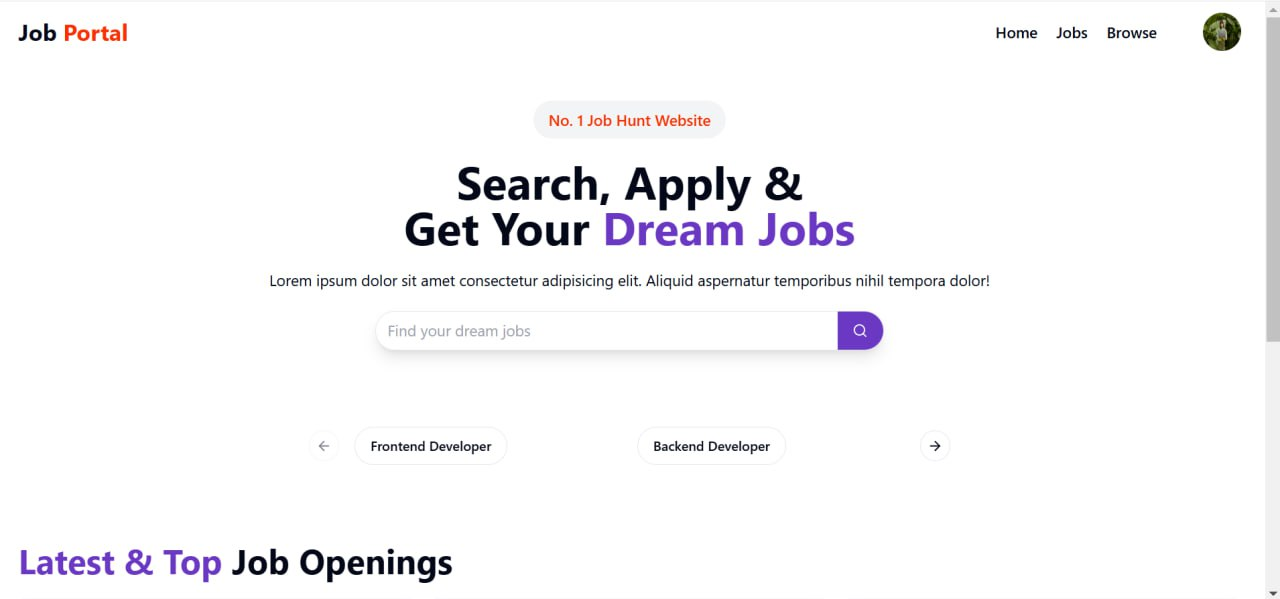 Job Portal
Home Jobs Browse
No. 1 Job Hunt Website
Search, Apply &
Get Your Dream Jobs
Lorem ipsum dolor sit amet consectetur adipisicing elit. Aliquid aspernatur temporibus nihil tempora dolor!
Find your dream jobs
Frontend Developer
Backend Developer
Latest & Top Job Openings